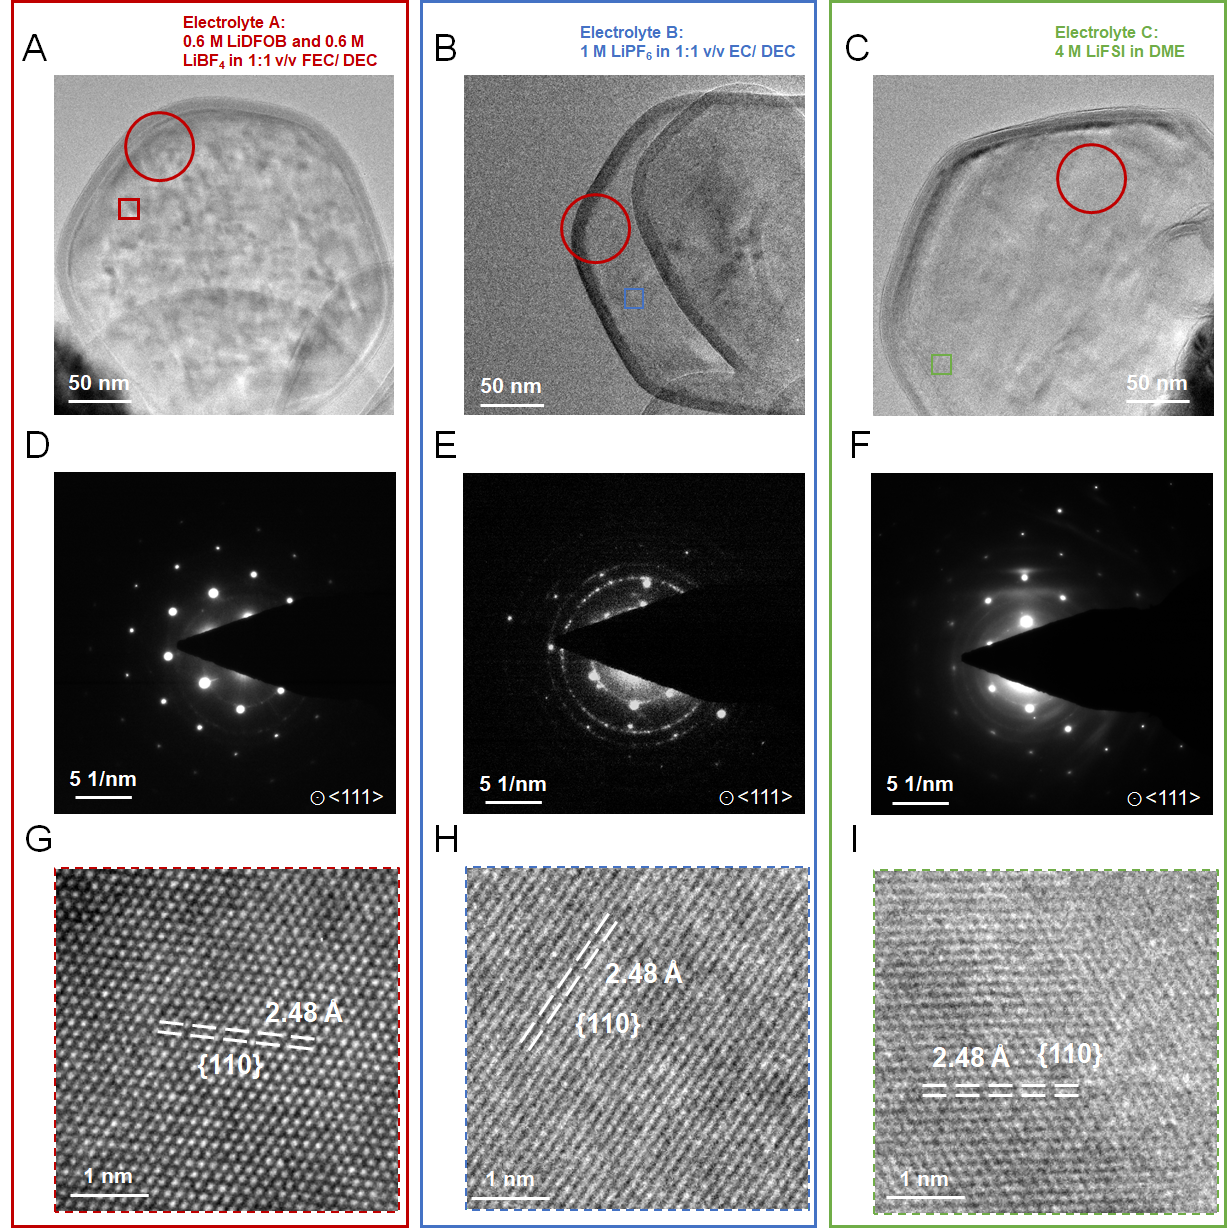 A
Electrolyte A:
0.6 M LiDFOB and 0.6 M
LiBF₄ in 1:1 v/v FEC/ DEC
B
Electrolyte B:
1 M LiPF₆ in 1:1 v/v EC/ DEC
C
Electrolyte C:
4 M LiFSI in DME
50 nm
50 nm
50 nm
D
E
F
5 1/nm
⊙<111>
5 1/nm
⊙<111>
5 1/nm
⊙<111>
G
H
I
2.48 Å
{110}
1 nm
2.48 Å
{110}
1 nm
2.48 Å {110}
1 nm